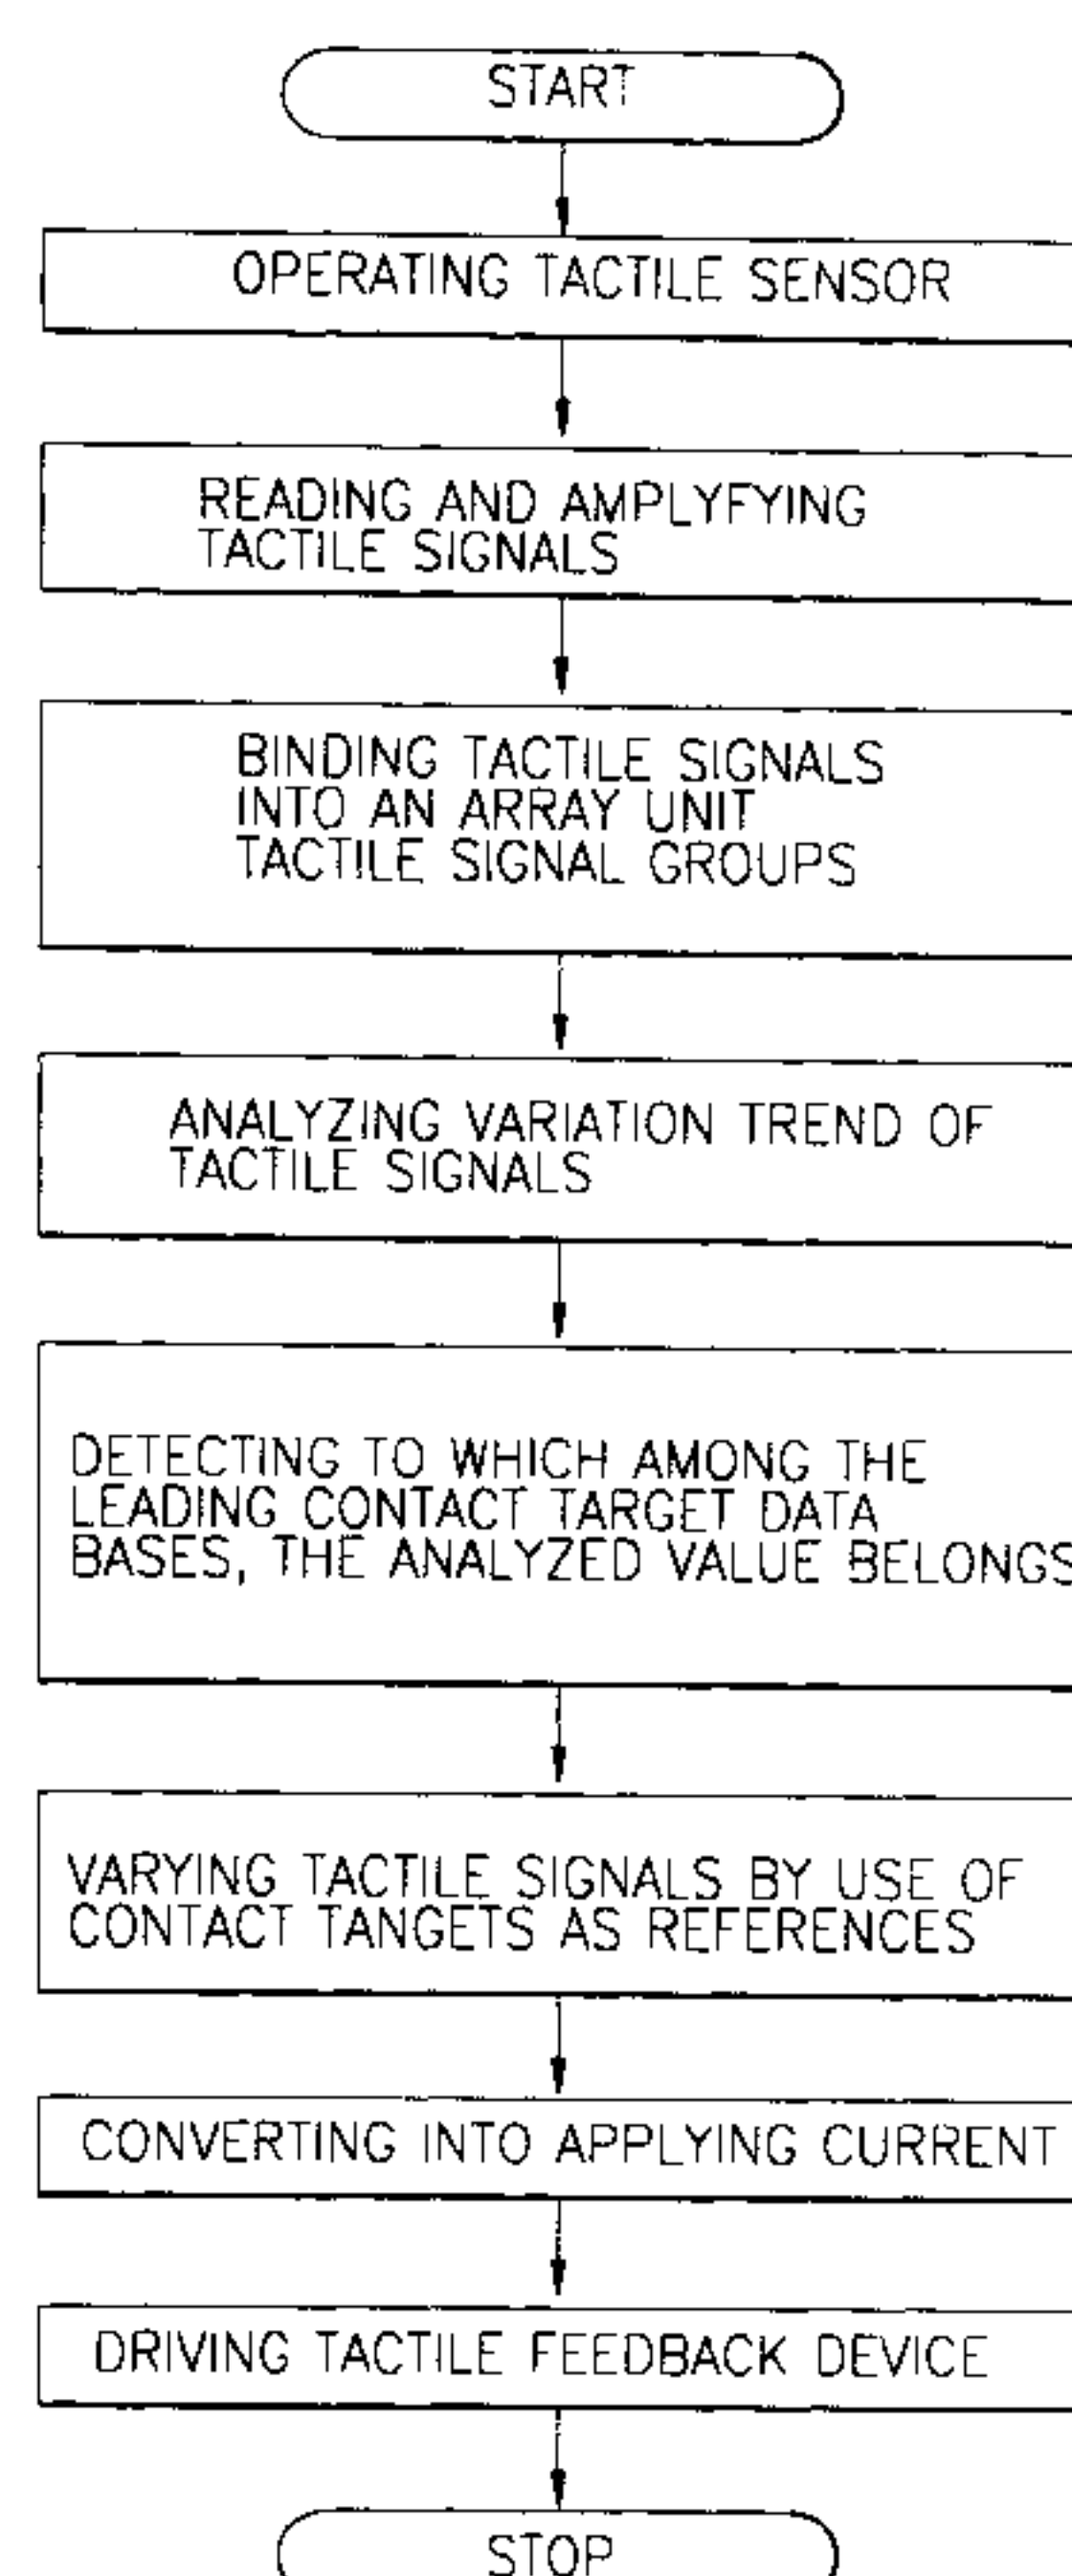 START
OPERATING TACTILE SENSOR
READING AND AMPLYFYING
TACTILE SIGNALS
BINDING TACTILE SIGNALS
INTO AN ARRAY UNIT
TACTILE SIGNAL GROUPS
ANALYZING VARIATION TREND OF
TACTILE SIGNALS
DETECTING TO WHICH AMONG THE
LEADING CONTACT TARGET DATA
BASES, THE ANALYZED VALUE BELONGS
VARYING TACTILE SIGNALS BY USE OF
CONTACT TANGETS AS REFERENCES
CONVERTING INTO APPLYING CURRENT
DRIVING TACTILE FEEDBACK DEVICE
STOP